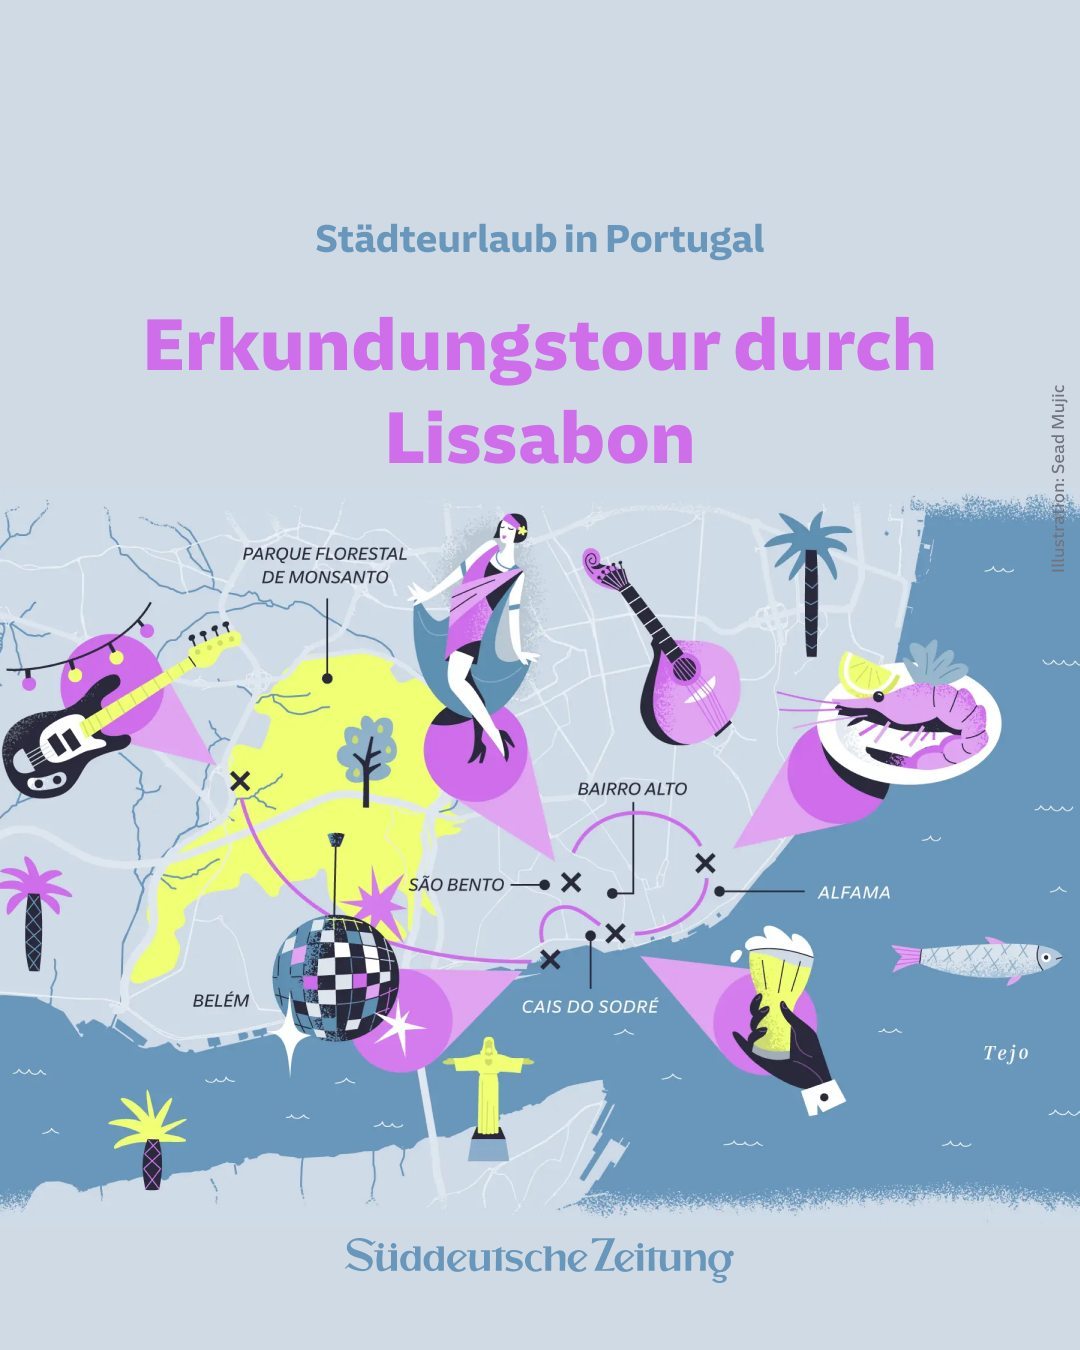 Städteurlaub in Portugal
Erkundungstour durch
Lissabon
Illustration: Sead Mujic
PARQUE FLORESTAL
DE MONSANTO
BAIRRO ALTO
SÃO BENTO
ALFAMA
BELÉM
CAIS DO SODRÉ
Tejo
Süddeutsche Zeitung